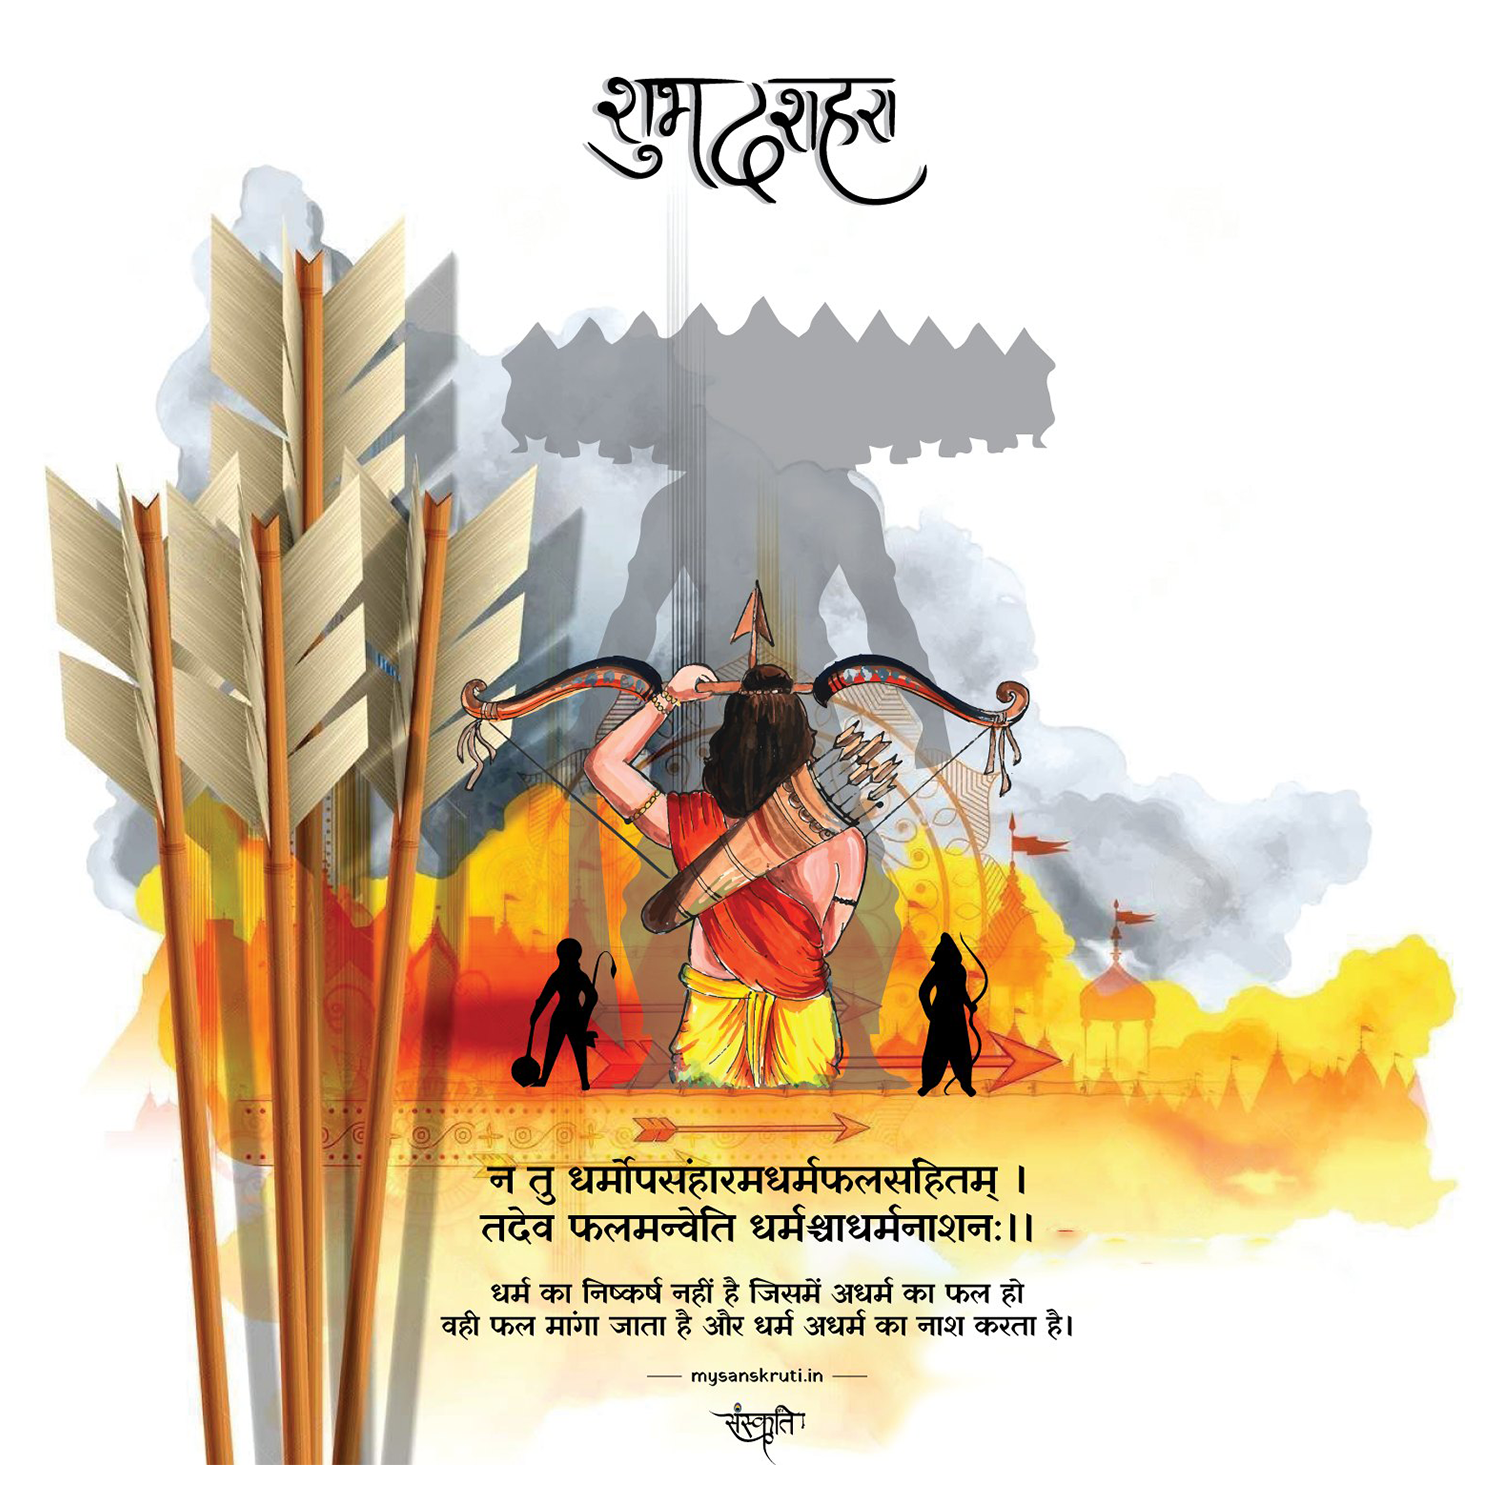 शुभ दशहरा
न तु धर्मोपसंहारमधर्मफलसहितम् ।
तदेव फलमन्वेति धर्मश्चाधर्मनाशनः।।
धर्म का निष्कर्ष नहीं है जिसमें अधर्म का फल हो
वही फल मांगा जाता है और धर्म अधर्म का नाश करता है।
mysanskruti.in
संस्कृति